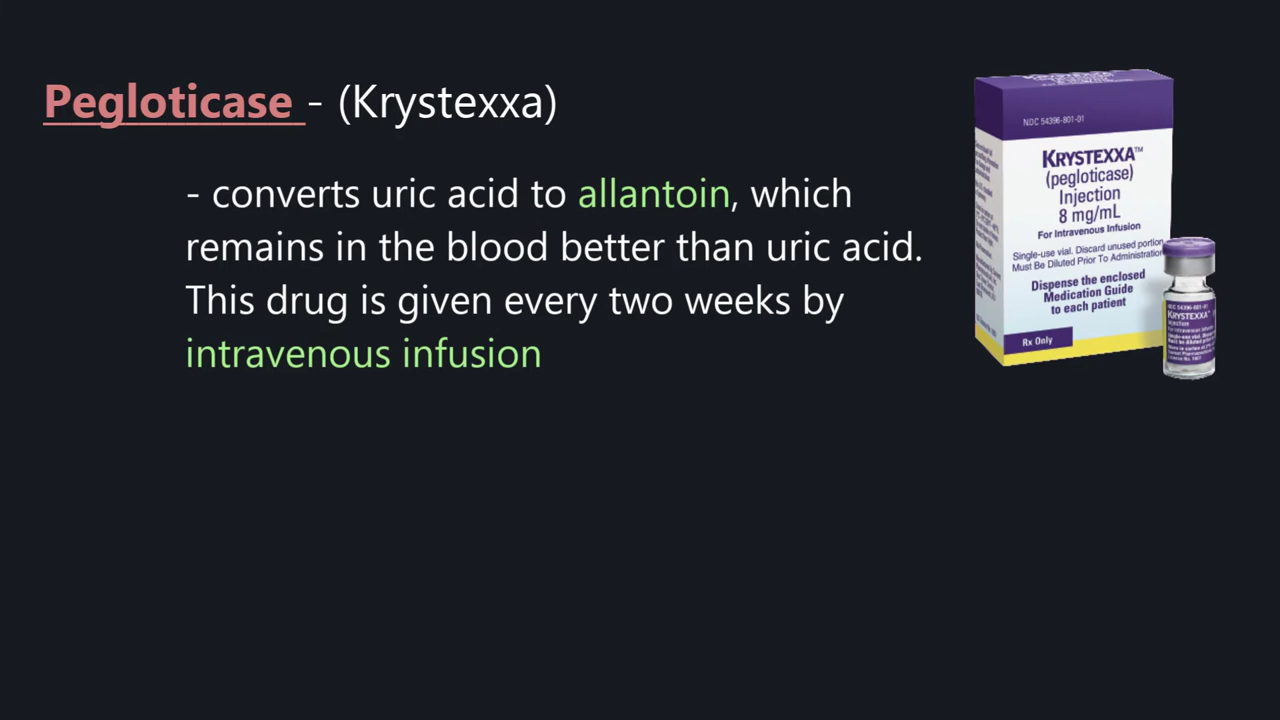 Pegloticase - (Krystexxa)
- converts uric acid to allantoin, which
remains in the blood better than uric acid.
This drug is given every two weeks by
intravenous infusion
NDC 54396-801-01
KRYSTEXXA™
(pegloticase)
Injection
8 mg/mL
For Intravenous Infusion
Single-use vial. Discard unused portion.
Must Be Diluted Prior To Administration
Dispense the enclosed
Medication Guide
to each patient
Rx Only
KRYSTEXXA